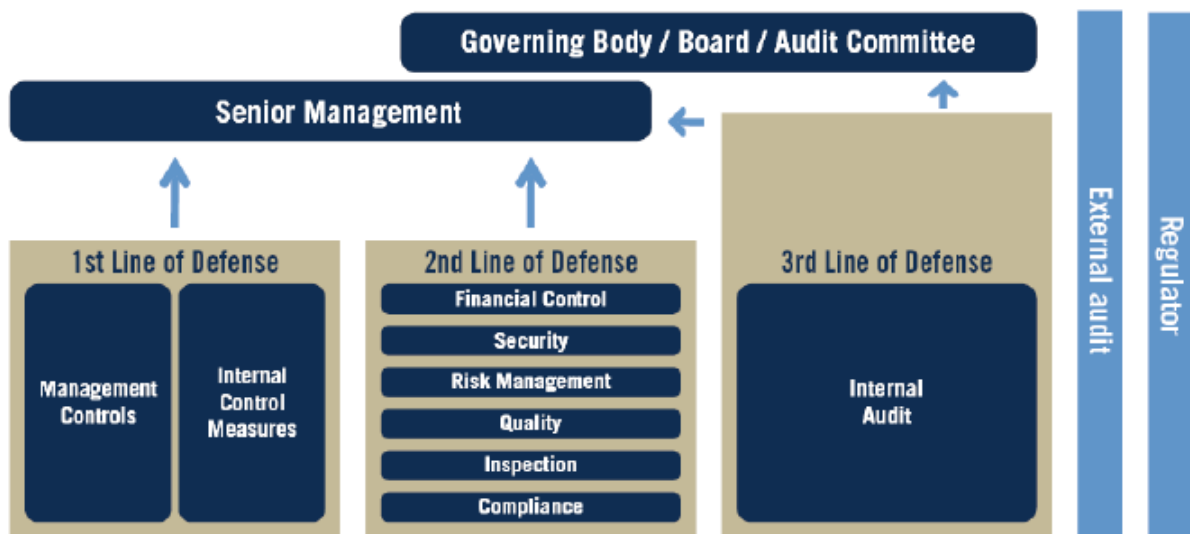 Governing Body / Board / Audit Committee
Senior Management
1st Line of Defense
Management
Controls
Internal
Control
Measures
2nd Line of Defense
Financial Control
Security
Risk Management
Quality
Inspection
Compliance
3rd Line of Defense
Internal
Audit
External audit
Regulator